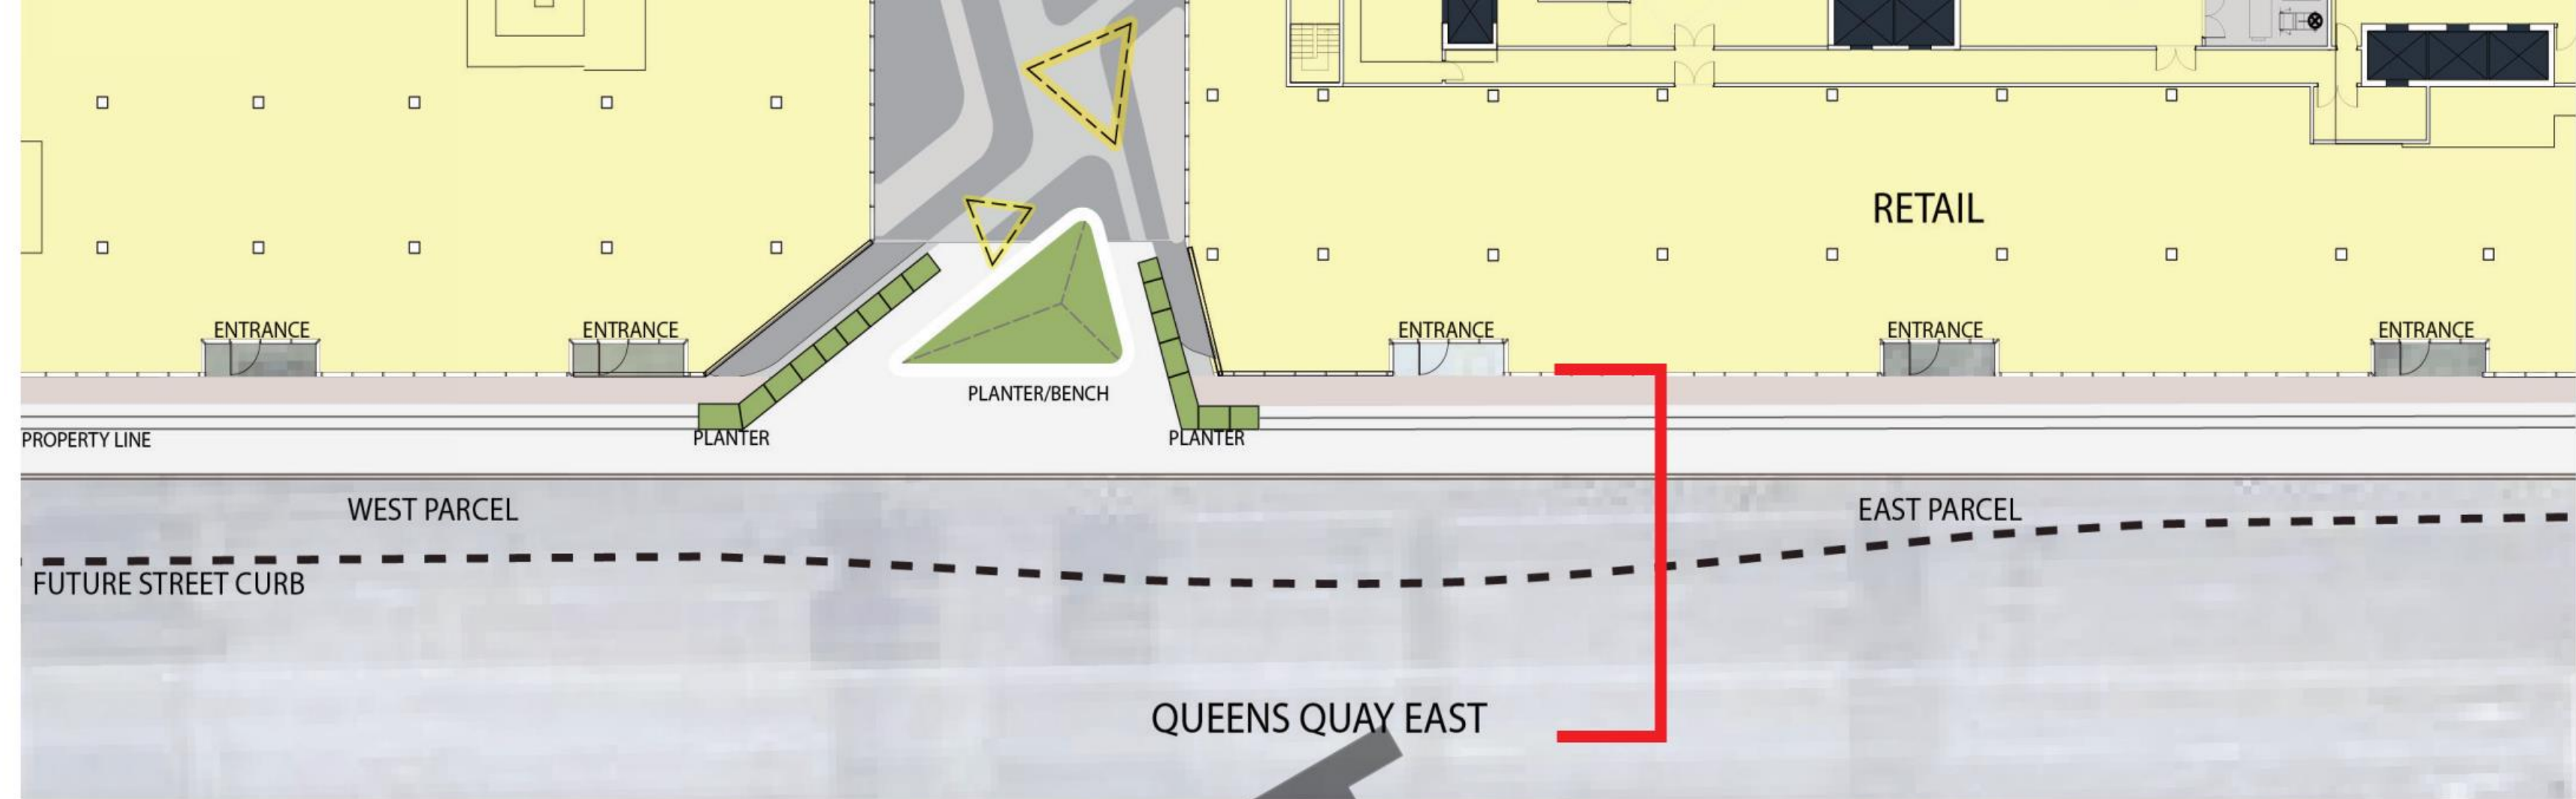 RETAIL
ENTRANCE
ENTRANCE
ENTRANCE
ENTRANCE
ENTRANCE
PLANTER/BENCH
PROPERTY LINE
PLANTER
PLANTER
WEST PARCEL
EAST PARCEL
FUTURE STREET CURB
QUEENS QUAY EAST